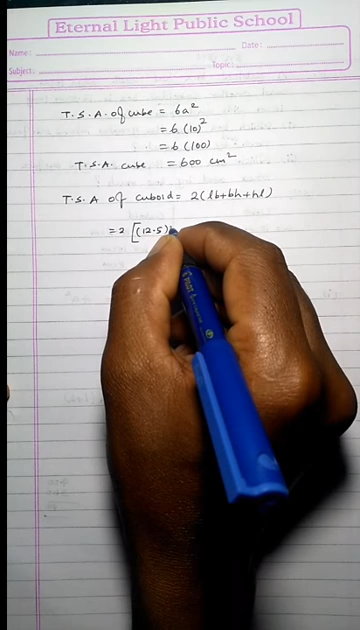 Eternal Light Public School
Name:
Date:
Subject:
Topic:
T.S.A. of cube = 6a²
= 6(10)²
= 6(100)
T.S.A. cube = 600 cm²
T.S.A of cuboid = 2(lb+bh+hl)
= 2[(12.5)
PILOT